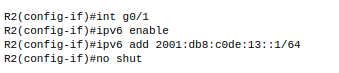 R2(config-if)#int g0/1
R2(config-if)#ipv6 enable
R2(config-if)#ipv6 add 2001:db8:c0de:13::1/64
R2(config-if)#no shut